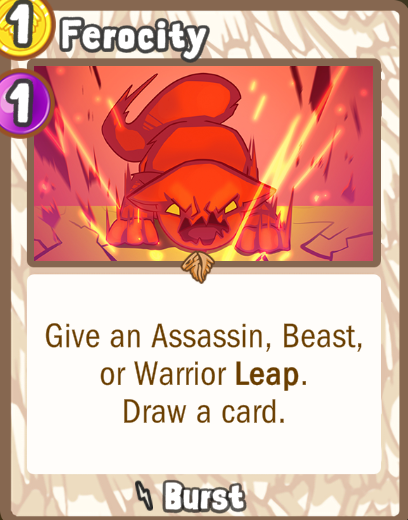 1 Ferocity
1
Give an Assassin, Beast,
or Warrior Leap.
Draw a card.
Burst